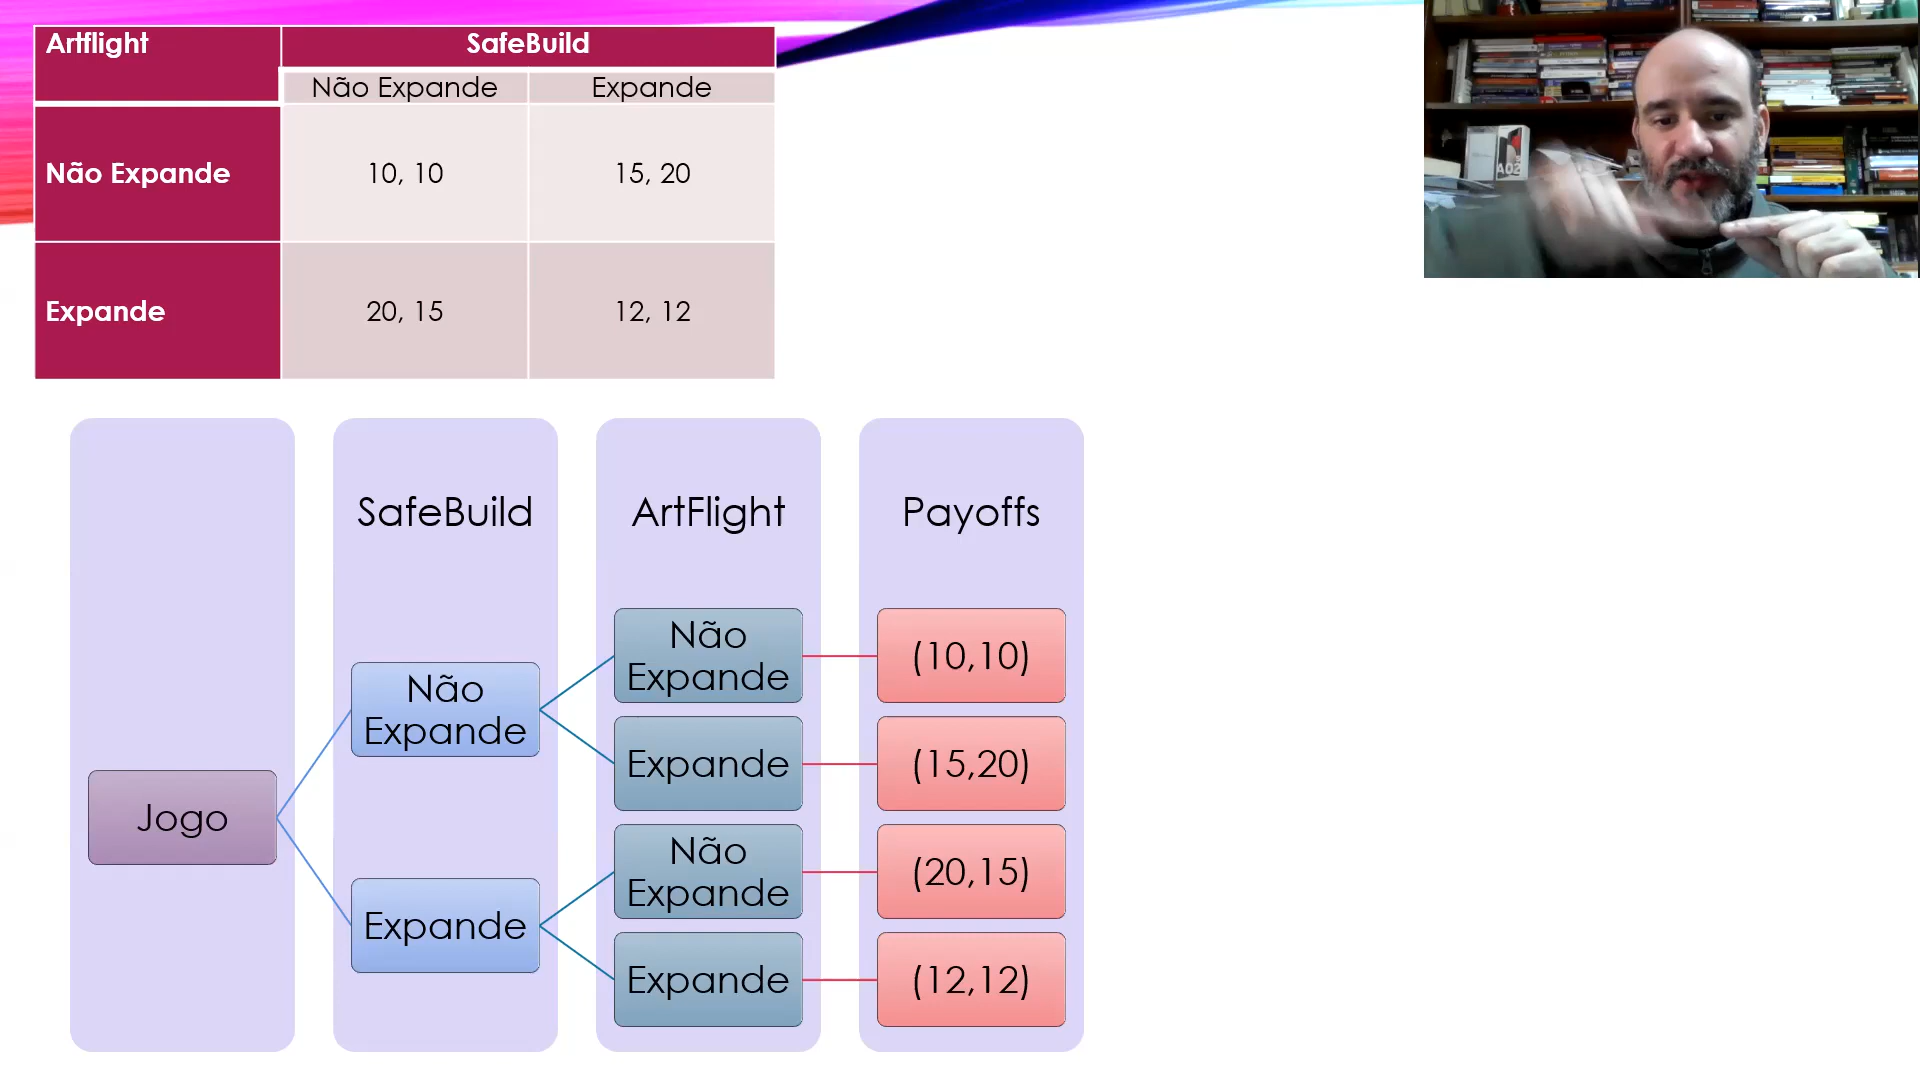 Artflight
SafeBuild
Não Expande
Expande
Não Expande
10, 10
15, 20
Expande
20, 15
12, 12
SafeBuild
ArtFlight
Payoffs
Jogo
Não
Expande
Expande
Não
Expande
Expande
Não
Expande
Expande
(10,10)
(15,20)
(20,15)
(12,12)
A02